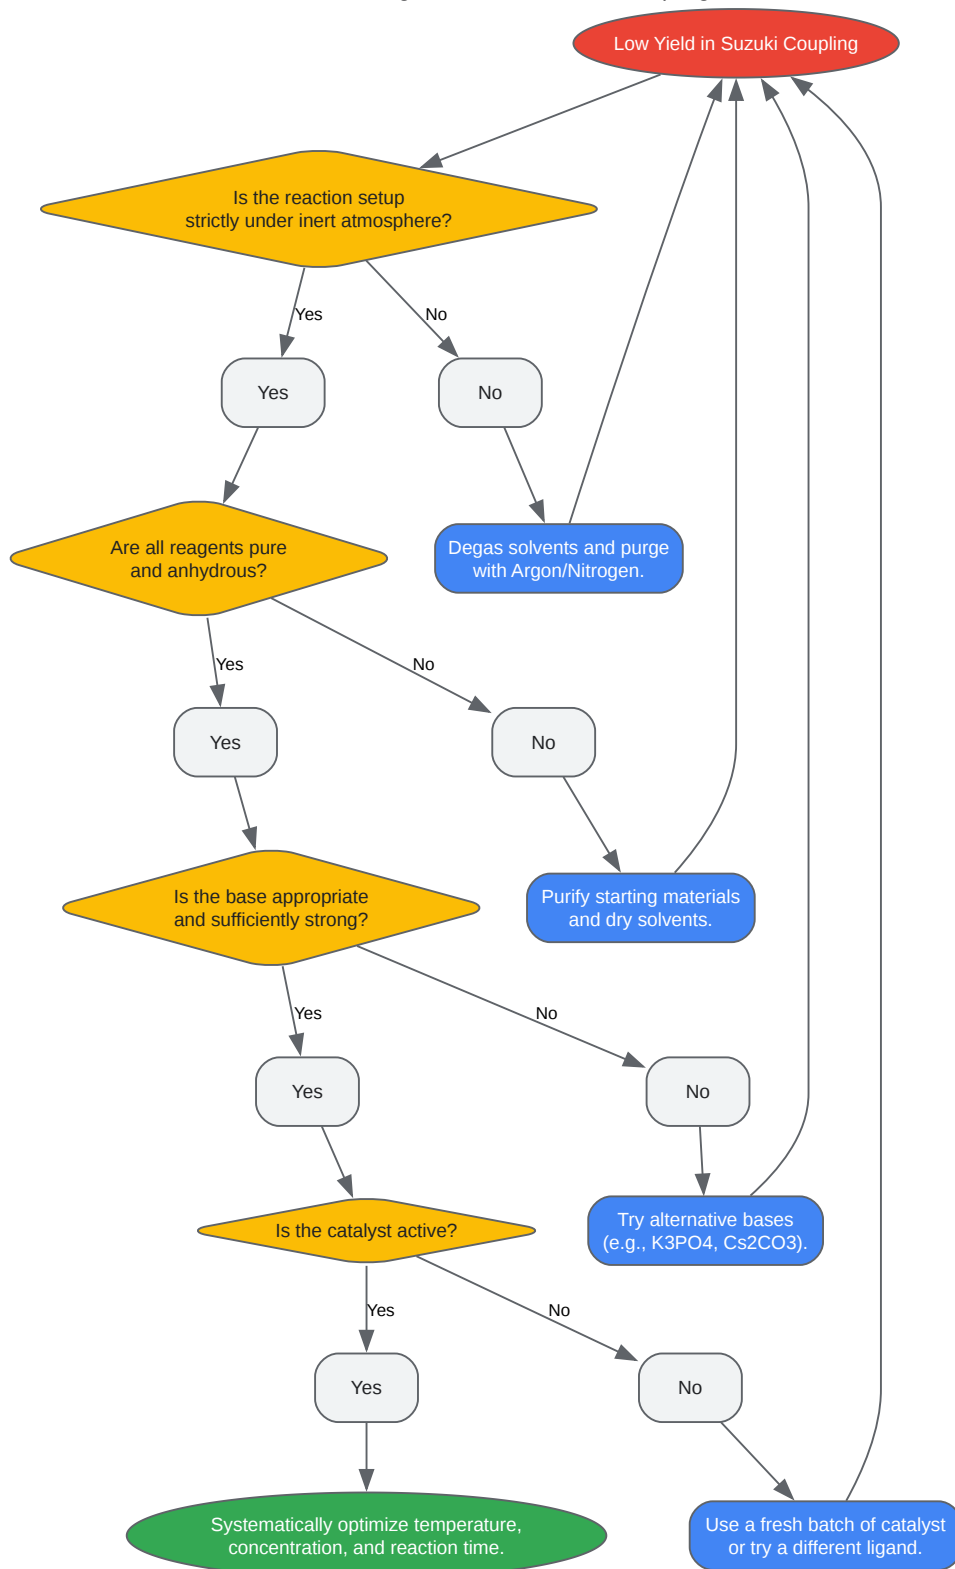 Low Yield in Suzuki Coupling
Is the reaction setup
strictly under inert atmosphere?
Yes
No
Yes
No
Are all reagents pure
and anhydrous?
Degas solvents and purge
with Argon/Nitrogen.
Yes
No
Yes
No
Is the base appropriate
and sufficiently strong?
Purify starting materials
and dry solvents.
Yes
No
Yes
No
Is the catalyst active?
Try alternative bases
(e.g., K3PO4, Cs2CO3).
Yes
No
Yes
No
Systematically optimize temperature,
concentration, and reaction time.
Use a fresh batch of catalyst
or try a different ligand.